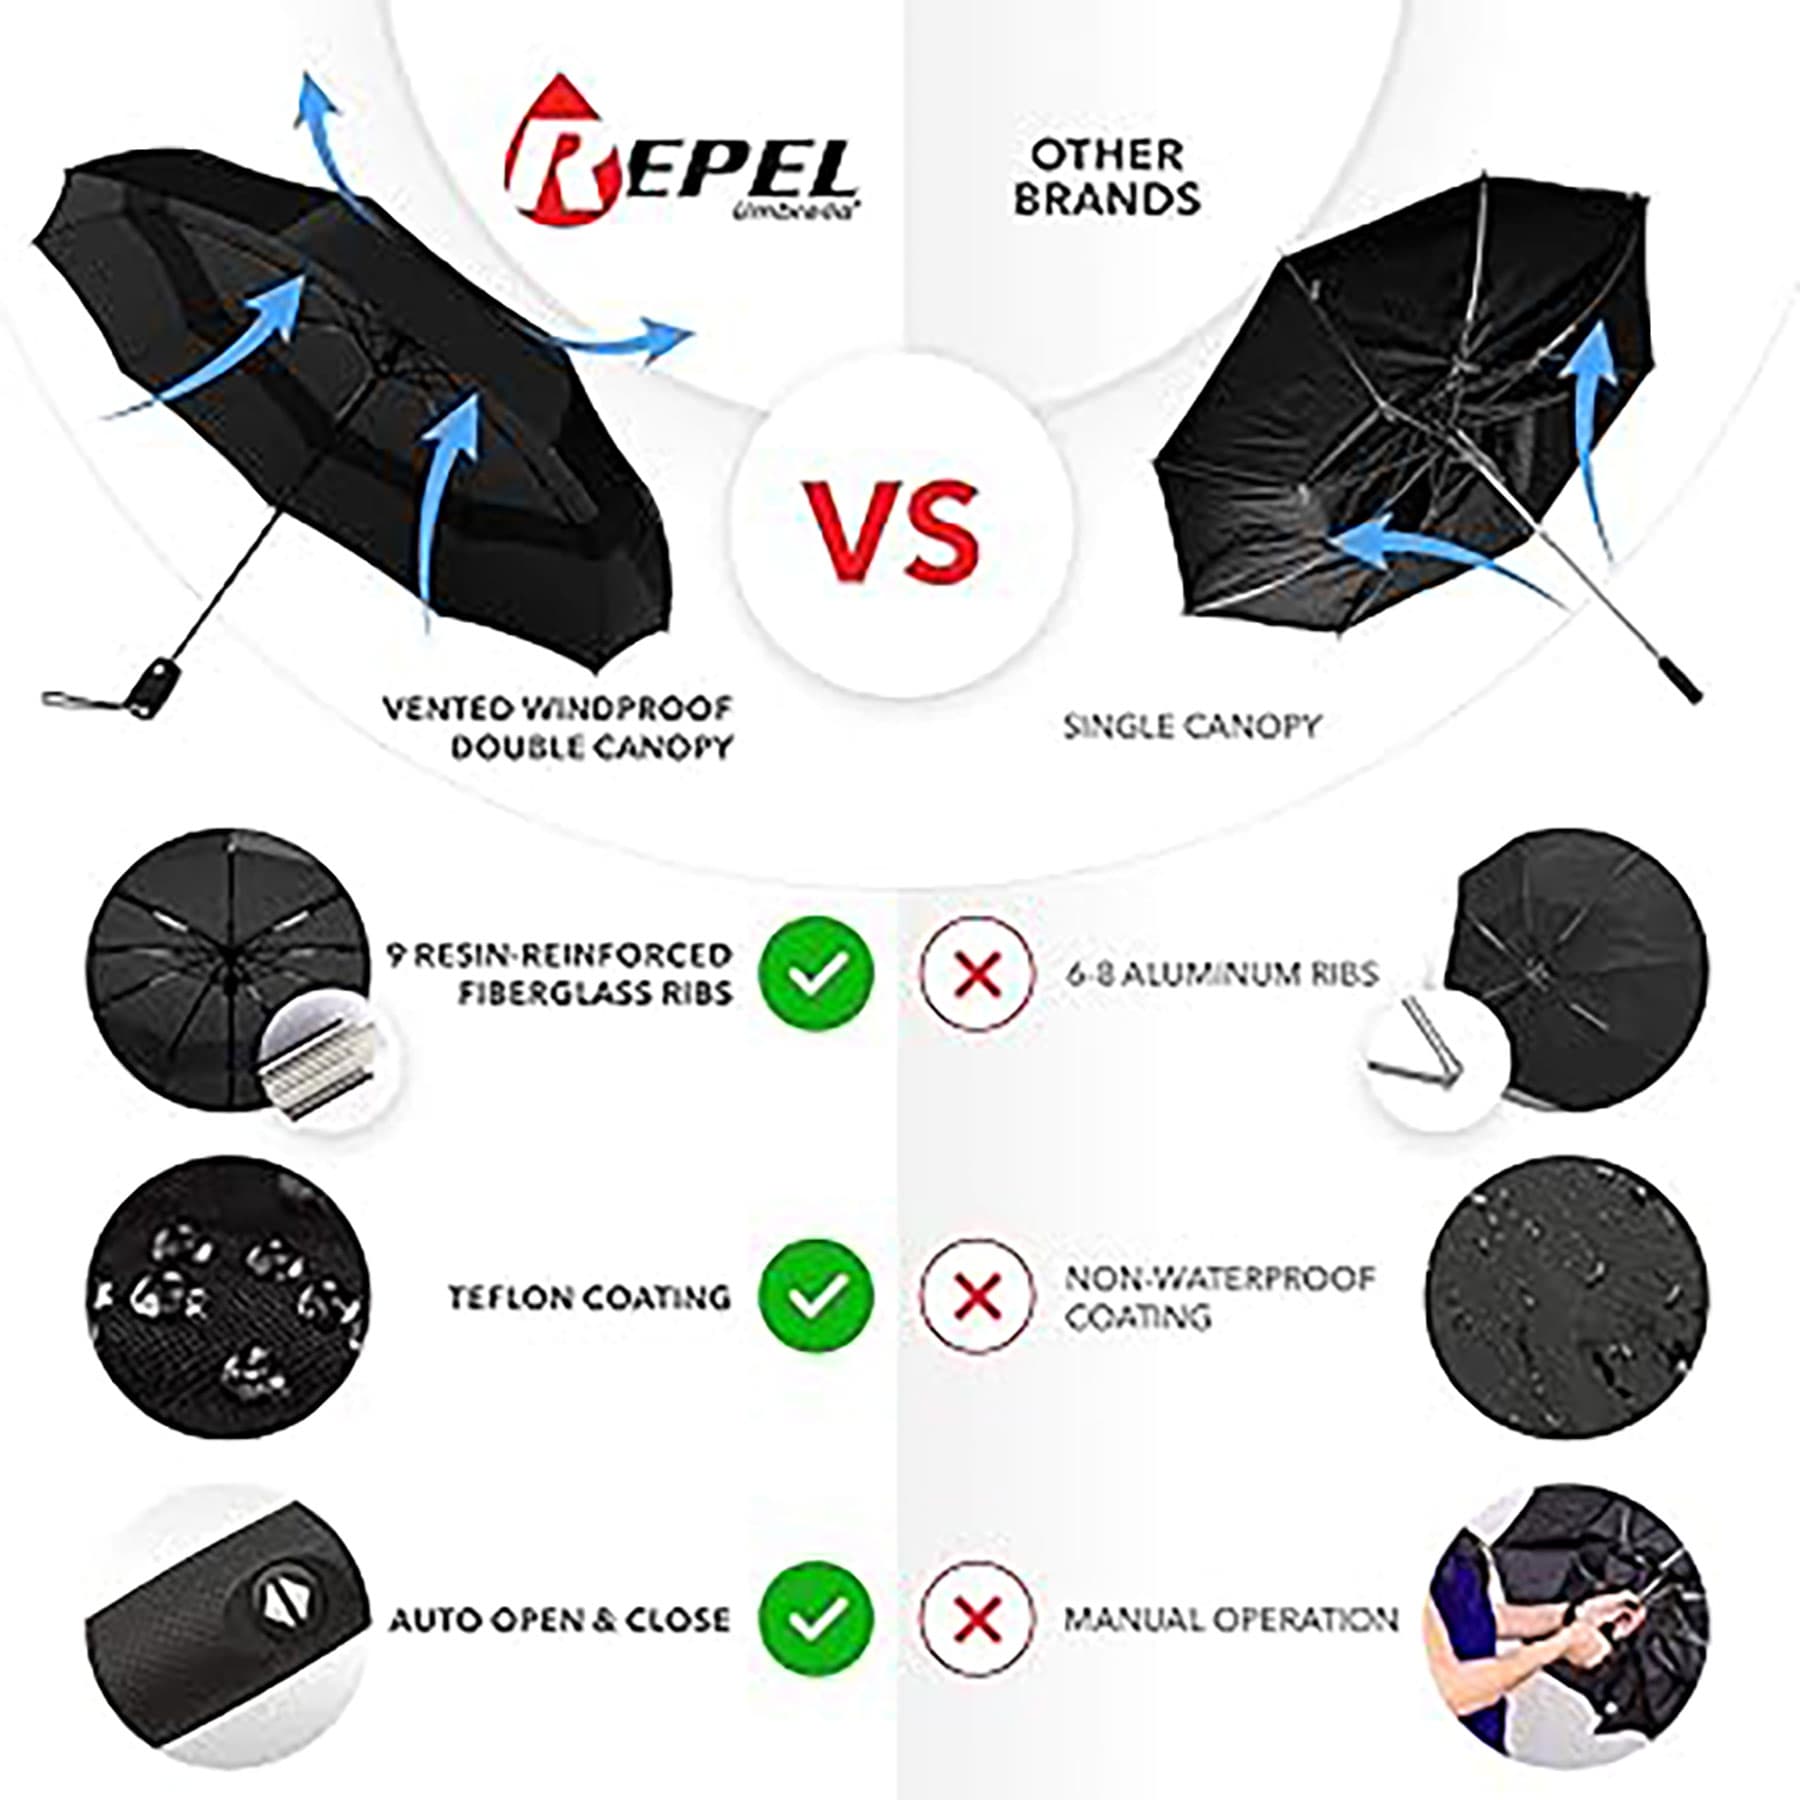 REPEL
Umbrella®
OTHER
BRANDS
VS
VENTED WINDPROOF
DOUBLE CANOPY
SINGLE CANOPY
9 RESIN-REINFORCED
FIBERGLASS RIBS
6-8 ALUMINUM RIBS
TEFLON COATING
NON-WATERPROOF
COATING
AUTO OPEN & CLOSE
MANUAL OPERATION